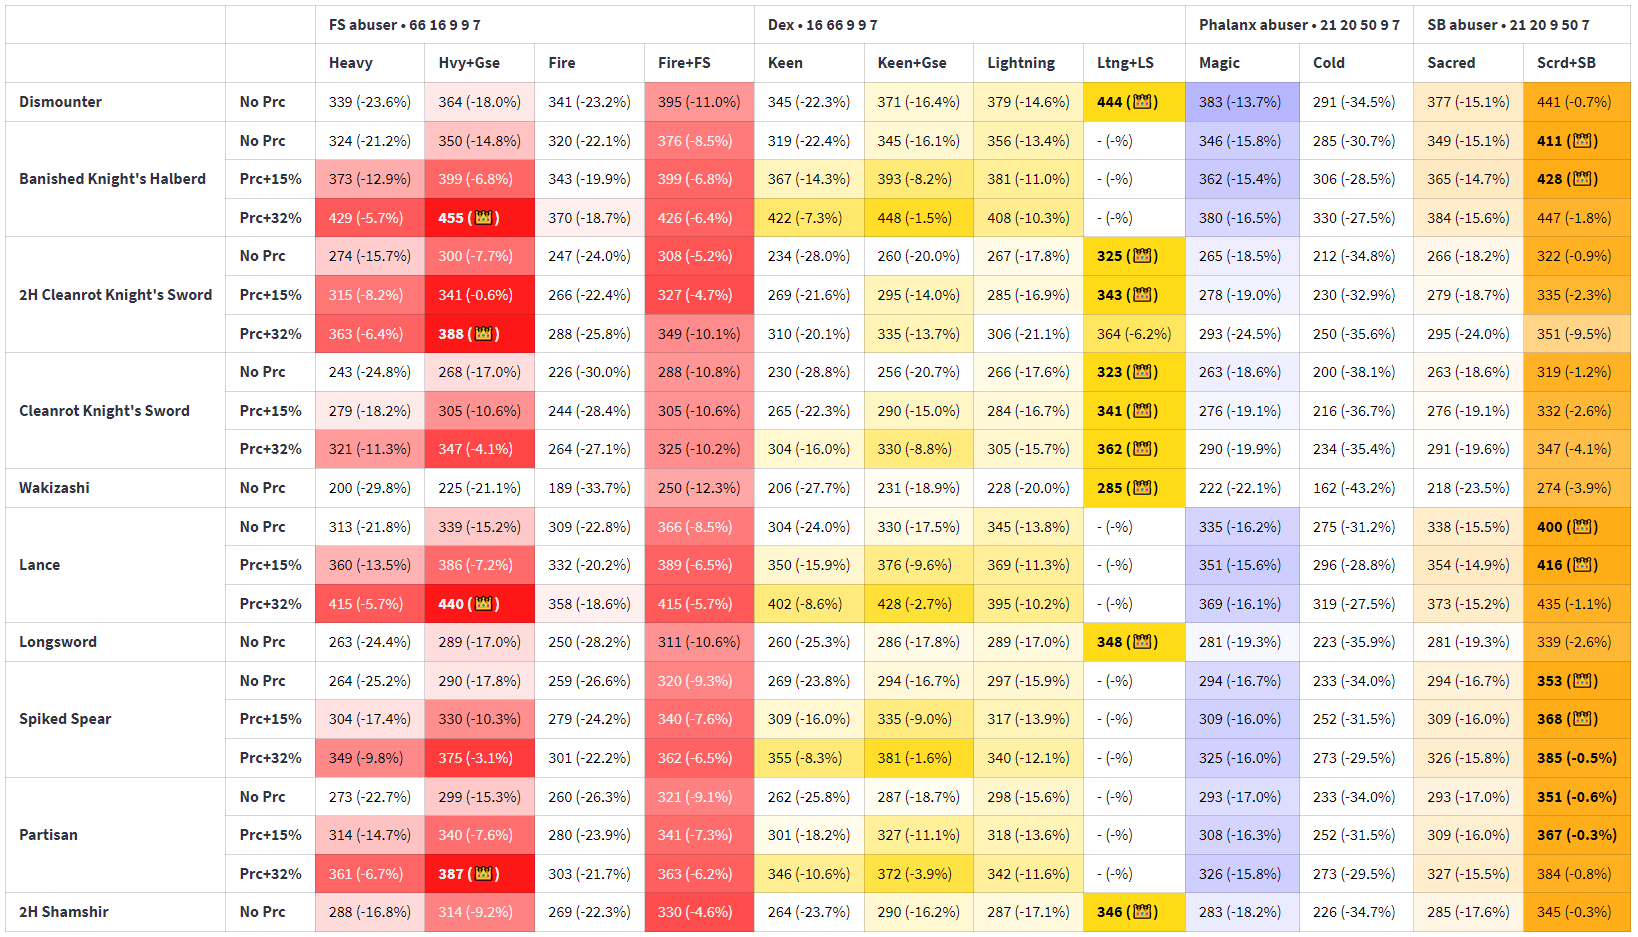 FS abuser • 66 16 9 9 7 Dex • 16 66 9 9 7 Phalanx abuser • 21 20 50 9 7 SB abuser • 21 20 9 50 7
Heavy Hvy+Gse Fire Fire+FS Keen Keen+Gse Lightning Ltng+LS Magic Cold Sacred Scrd+SB
Dismounter No Prc 339 (-23.6%) 364 (-18.0%) 341 (-23.2%) 395 (-11.0%) 345 (-22.3%) 371 (-16.4%) 379 (-14.6%) 444 (👑) 383 (-13.7%) 291 (-34.5%) 377 (-15.1%) 441 (-0.7%)
No Prc 324 (-21.2%) 350 (-14.8%) 320 (-22.1%) 376 (-8.5%) 319 (-22.4%) 345 (-16.1%) 356 (-13.4%) - (-%) 346 (-15.8%) 285 (-30.7%) 349 (-15.1%) 411 (👑)
Banished Knight's Halberd Prc+15% 373 (-12.9%) 399 (-6.8%) 343 (-19.9%) 399 (-6.8%) 367 (-14.3%) 393 (-8.2%) 381 (-11.0%) - (-%) 362 (-15.4%) 306 (-28.5%) 365 (-14.7%) 428 (👑)
Prc+32% 429 (-5.7%) 455 (👑) 370 (-18.7%) 426 (-6.4%) 422 (-7.3%) 448 (-1.5%) 408 (-10.3%) - (-%) 380 (-16.5%) 330 (-27.5%) 384 (-15.6%) 447 (-1.8%)
No Prc 274 (-15.7%) 300 (-7.7%) 247 (-24.0%) 308 (-5.2%) 234 (-28.0%) 260 (-20.0%) 267 (-17.8%) 325 (👑) 265 (-18.5%) 212 (-34.8%) 266 (-18.2%) 322 (-0.9%)
2H Cleanrot Knight's Sword Prc+15% 315 (-8.2%) 341 (-0.6%) 266 (-22.4%) 327 (-4.7%) 269 (-21.6%) 295 (-14.0%) 285 (-16.9%) 343 (👑) 278 (-19.0%) 230 (-32.9%) 279 (-18.7%) 335 (-2.3%)
Prc+32% 363 (-6.4%) 388 (👑) 288 (-25.8%) 349 (-10.1%) 310 (-20.1%) 335 (-13.7%) 306 (-21.1%) 364 (-6.2%) 293 (-24.5%) 250 (-35.6%) 295 (-24.0%) 351 (-9.5%)
No Prc 243 (-24.8%) 268 (-17.0%) 226 (-30.0%) 288 (-10.8%) 230 (-28.8%) 256 (-20.7%) 266 (-17.6%) 323 (👑) 263 (-18.6%) 200 (-38.1%) 263 (-18.6%) 319 (-1.2%)
Cleanrot Knight's Sword Prc+15% 279 (-18.2%) 305 (-10.6%) 244 (-28.4%) 305 (-10.6%) 265 (-22.3%) 290 (-15.0%) 284 (-16.7%) 341 (👑) 276 (-19.1%) 216 (-36.7%) 276 (-19.1%) 332 (-2.6%)
Prc+32% 321 (-11.3%) 347 (-4.1%) 264 (-27.1%) 325 (-10.2%) 304 (-16.0%) 330 (-8.8%) 305 (-15.7%) 362 (👑) 290 (-19.9%) 234 (-35.4%) 291 (-19.6%) 347 (-4.1%)
Wakizashi No Prc 200 (-29.8%) 225 (-21.1%) 189 (-33.7%) 250 (-12.3%) 206 (-27.7%) 231 (-18.9%) 228 (-20.0%) 285 (👑) 222 (-22.1%) 162 (-43.2%) 218 (-23.5%) 274 (-3.9%)
No Prc 313 (-21.8%) 339 (-15.2%) 309 (-22.8%) 366 (-8.5%) 304 (-24.0%) 330 (-17.5%) 345 (-13.8%) - (-%) 335 (-16.2%) 275 (-31.2%) 338 (-15.5%) 400 (👑)
Lance Prc+15% 360 (-13.5%) 386 (-7.2%) 332 (-20.2%) 389 (-6.5%) 350 (-15.9%) 376 (-9.6%) 369 (-11.3%) - (-%) 351 (-15.6%) 296 (-28.8%) 354 (-14.9%) 416 (👑)
Prc+32% 415 (-5.7%) 440 (👑) 358 (-18.6%) 415 (-5.7%) 402 (-8.6%) 428 (-2.7%) 395 (-10.2%) - (-%) 369 (-16.1%) 319 (-27.5%) 373 (-15.2%) 435 (-1.1%)
Longsword No Prc 263 (-24.4%) 289 (-17.0%) 250 (-28.2%) 311 (-10.6%) 260 (-25.3%) 286 (-17.8%) 289 (-17.0%) 348 (👑) 281 (-19.3%) 223 (-35.9%) 281 (-19.3%) 339 (-2.6%)
No Prc 264 (-25.2%) 290 (-17.8%) 259 (-26.6%) 320 (-9.3%) 269 (-23.8%) 294 (-16.7%) 297 (-15.9%) - (-%) 294 (-16.7%) 233 (-34.0%) 294 (-16.7%) 353 (👑)
Spiked Spear Prc+15% 304 (-17.4%) 330 (-10.3%) 279 (-24.2%) 340 (-7.6%) 309 (-16.0%) 335 (-9.0%) 317 (-13.9%) - (-%) 309 (-16.0%) 252 (-31.5%) 309 (-16.0%) 368 (👑)
Prc+32% 349 (-9.8%) 375 (-3.1%) 301 (-22.2%) 362 (-6.5%) 355 (-8.3%) 381 (-1.6%) 340 (-12.1%) - (-%) 325 (-16.0%) 273 (-29.5%) 326 (-15.8%) 385 (-0.5%)
No Prc 273 (-22.7%) 299 (-15.3%) 260 (-26.3%) 321 (-9.1%) 262 (-25.8%) 287 (-18.7%) 298 (-15.6%) - (-%) 293 (-17.0%) 233 (-34.0%) 293 (-17.0%) 351 (-0.6%)
Partisan Prc+15% 314 (-14.7%) 340 (-7.6%) 280 (-23.9%) 341 (-7.3%) 301 (-18.2%) 327 (-11.1%) 318 (-13.6%) - (-%) 308 (-16.3%) 252 (-31.5%) 309 (-16.0%) 367 (-0.3%)
Prc+32% 361 (-6.7%) 387 (👑) 303 (-21.7%) 363 (-6.2%) 346 (-10.6%) 372 (-3.9%) 342 (-11.6%) - (-%) 326 (-15.8%) 273 (-29.5%) 327 (-15.5%) 384 (-0.8%)
2H Shamshir No Prc 288 (-16.8%) 314 (-9.2%) 269 (-22.3%) 330 (-4.6%) 264 (-23.7%) 290 (-16.2%) 287 (-17.1%) 346 (👑) 283 (-18.2%) 226 (-34.7%) 285 (-17.6%) 345 (-0.3%)